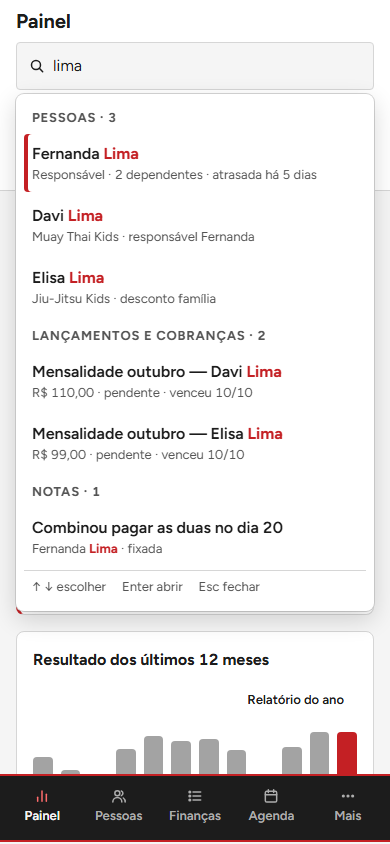 Painel
lima
PESSOAS · 3
Fernanda Lima
Responsável · 2 dependentes · atrasada há 5 dias
Davi Lima
Muay Thai Kids · responsável Fernanda
Elisa Lima
Jiu-Jitsu Kids · desconto família
LANÇAMENTOS E COBRANÇAS · 2
Mensalidade outubro — Davi Lima
R$ 110,00 · pendente · venceu 10/10
Mensalidade outubro — Elisa Lima
R$ 99,00 · pendente · venceu 10/10
NOTAS · 1
Combinou pagar as duas no dia 20
Fernanda Lima · fixada
↑ ↓ escolher Enter abrir Esc fechar
Resultado dos últimos 12 meses
Relatório do ano
Painel Pessoas Finanças Agenda Mais